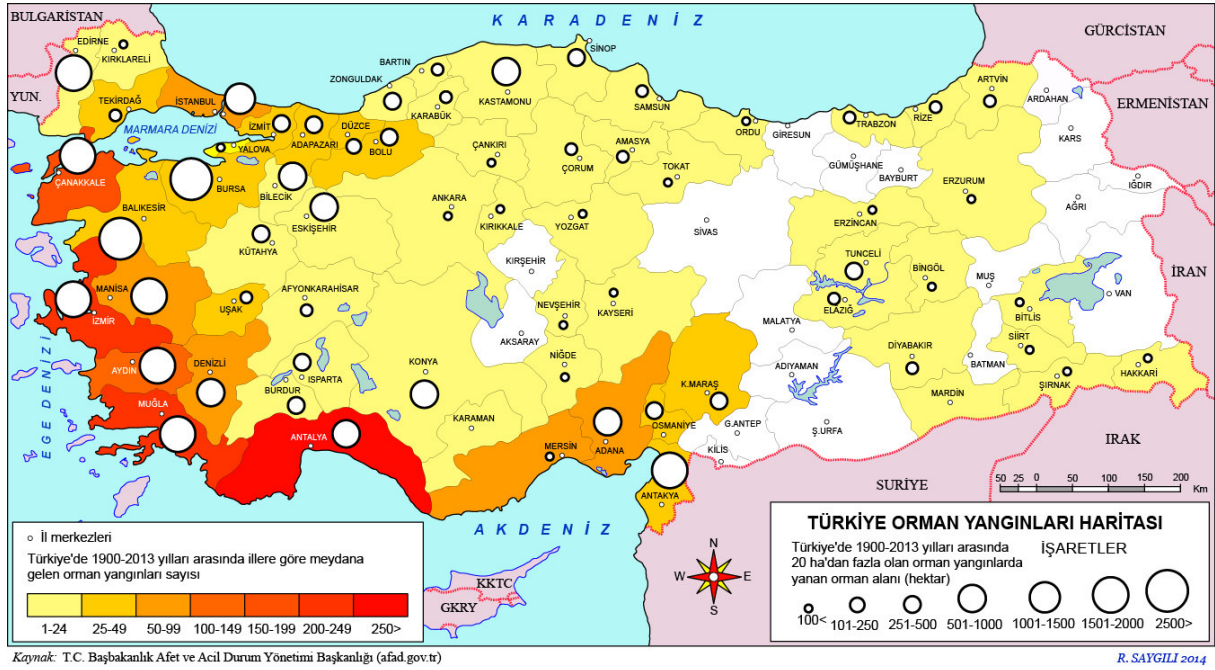 BULGARİSTAN
KARADENİZ
GÜRCİSTAN
EDİRNE
KIRKLARELİ
SİNOP
BARTIN
ZONGULDAK
KASTAMONU
ARTVİN
YUN.
TEKİRDAĞ
İSTANBUL
KARABÜK
SAMSUN
ARDAHAN
ERMENİSTAN
MARMARA DENİZİ
İZMİT
DÜZCE
ORDU
GİRESUN
TRABZON
RİZE
KARS
YALOVA
ADAPAZARI
BOLU
ÇANKIRI
AMASYA
ÇORUM
TOKAT
GÜMÜŞHANE
BAYBURT
ÇANAKKALE
BURSA
BİLECİK
ERZURUM
IĞDIR
BALIKESİR
ESKİŞEHİR
ANKARA
KIRIKKALE
YOZGAT
SİVAS
ERZİNCAN
AĞRI
KÜTAHYA
KIRŞEHİR
TUNCELİ
BİNGÖL
MUŞ
İRAN
MANİSA
UŞAK
AFYONKARAHİSAR
NEVŞEHİR
KAYSERİ
ELAZIĞ
BİTLİS
VAN
İZMİR
AKSARAY
MALATYA
SİİRT
EGE DENİZİ
AYDIN
DENİZLİ
KONYA
NİĞDE
DİYABAKIR
BATMAN
HAKKARİ
BURDUR
ISPARTA
K.MARAŞ
ADIYAMAN
MARDİN
ŞIRNAK
MUĞLA
ANTALYA
KARAMAN
MERSİN
ADANA
OSMANİYE
G.ANTEP
Ş.URFA
KİLİS
IRAK
ANTAKYA
SURİYE
50 25 0 50 100 150 200
Km
AKDENİZ
KKTC
GKRY
N
W E
S
İl merkezleri
Türkiye'de 1900-2013 yılları arasında illere göre meydana
gelen orman yangınları sayısı
1-24 25-49 50-99 100-149 150-199 200-249 250>
TÜRKİYE ORMAN YANGINLARI HARİTASI
Türkiye'de 1900-2013 yılları arasında
20 ha'dan fazla olan orman yangınlarda
yanan orman alanı (hektar)
İŞARETLER
100< 101-250 251-500 501-1000 1001-1500 1501-2000 2500>
Kaynak: T.C. Başbakanlık Afet ve Acil Durum Yönetimi Başkanlığı (afad.gov.tr)
R. SAYGILI 2014